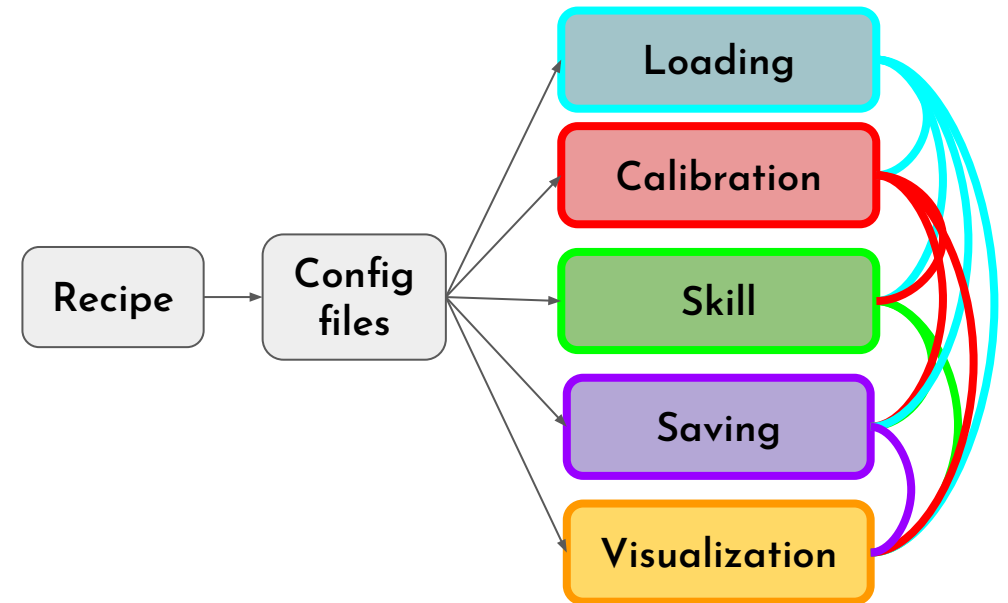 Recipe
Config
files
Loading
Calibration
Skill
Saving
Visualization